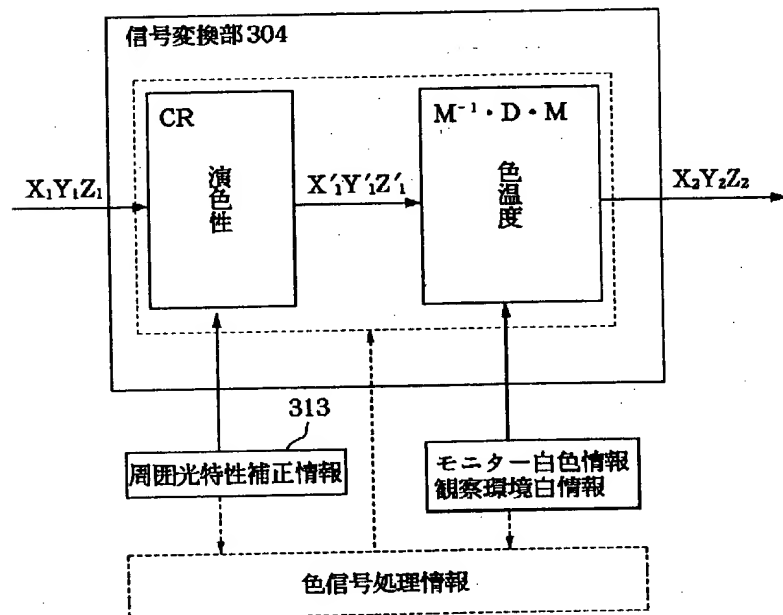 信号変換部304
CR
演色性
M⁻¹・D・M
色温度
X₁Y₁Z₁
X′₁Y′₁Z′₁
X₂Y₂Z₂
313
周囲光特性補正情報
モニター白色情報
観察環境白情報
色信号処理情報